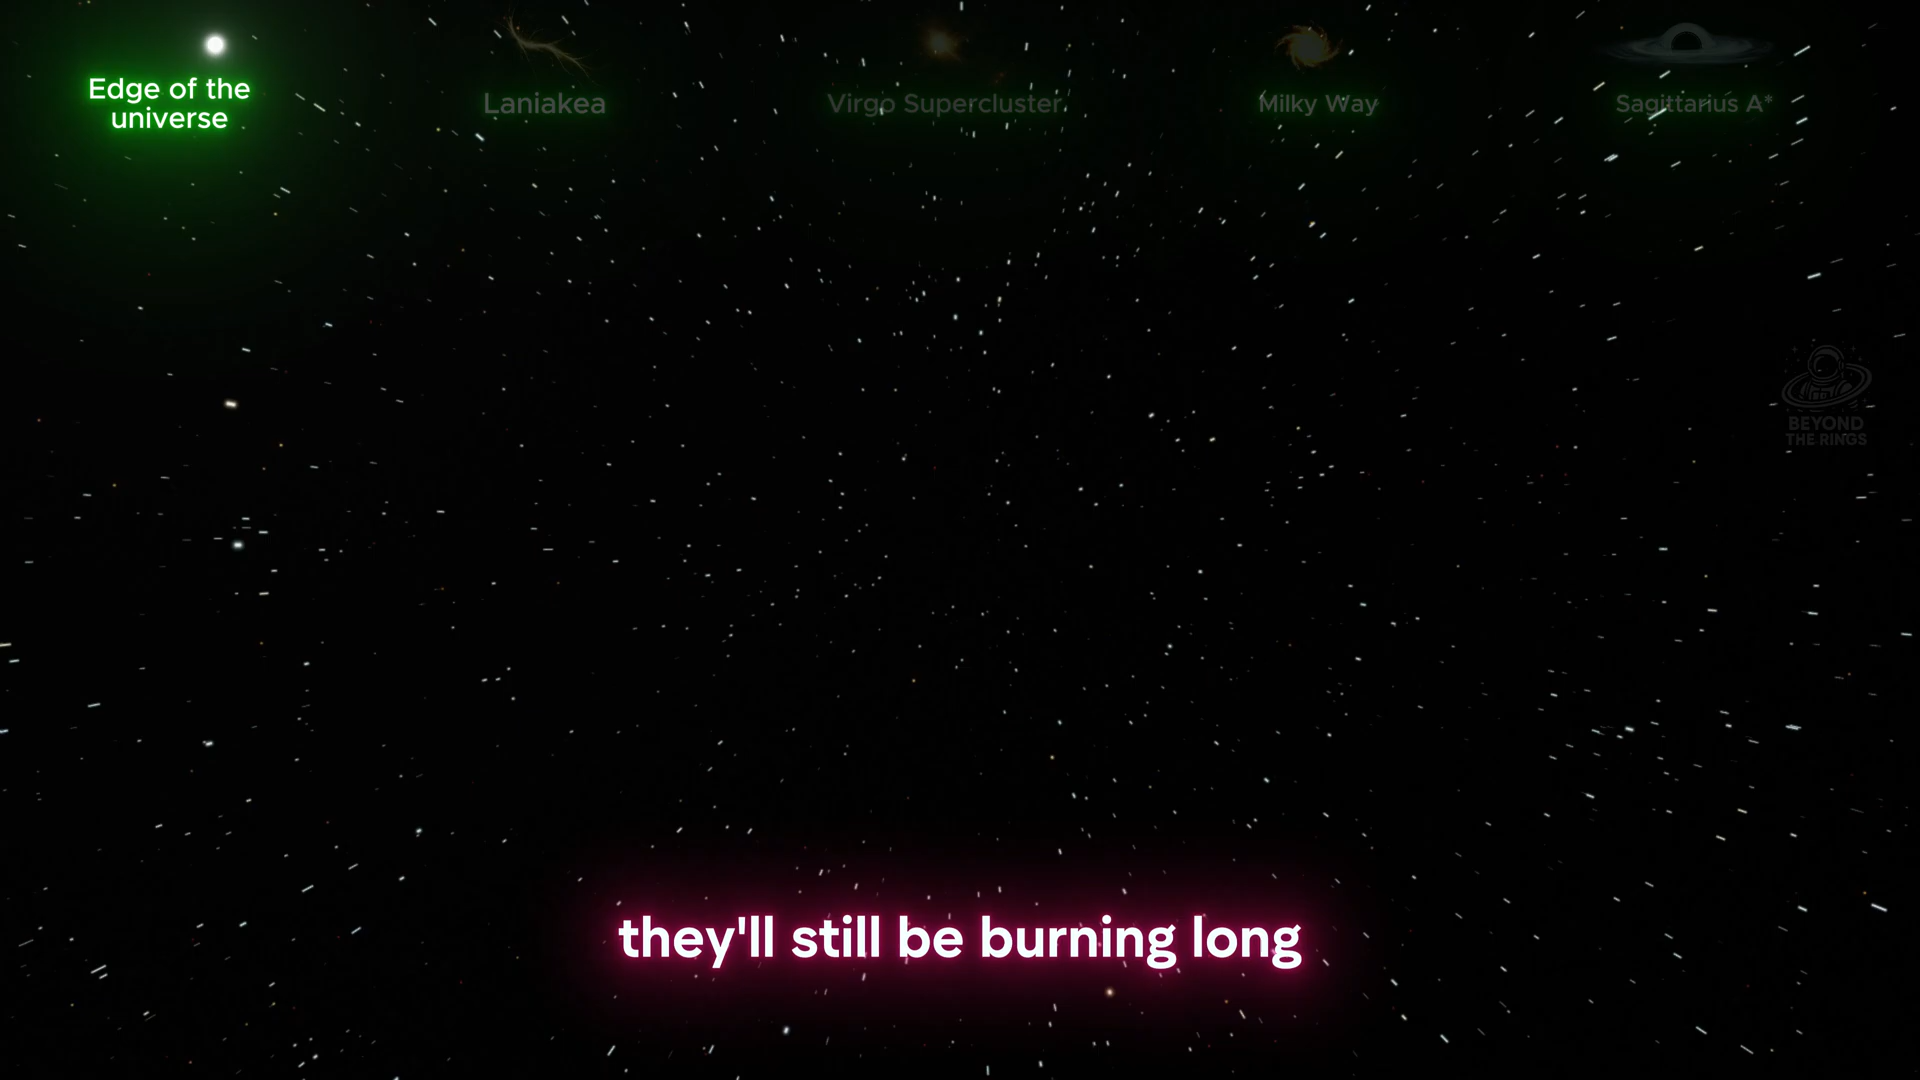 Edge of the
universe
Laniakea
Virgo Supercluster
Milky Way
Sagittarius A*
BEYOND
THE RINGS
they'll still be burning long